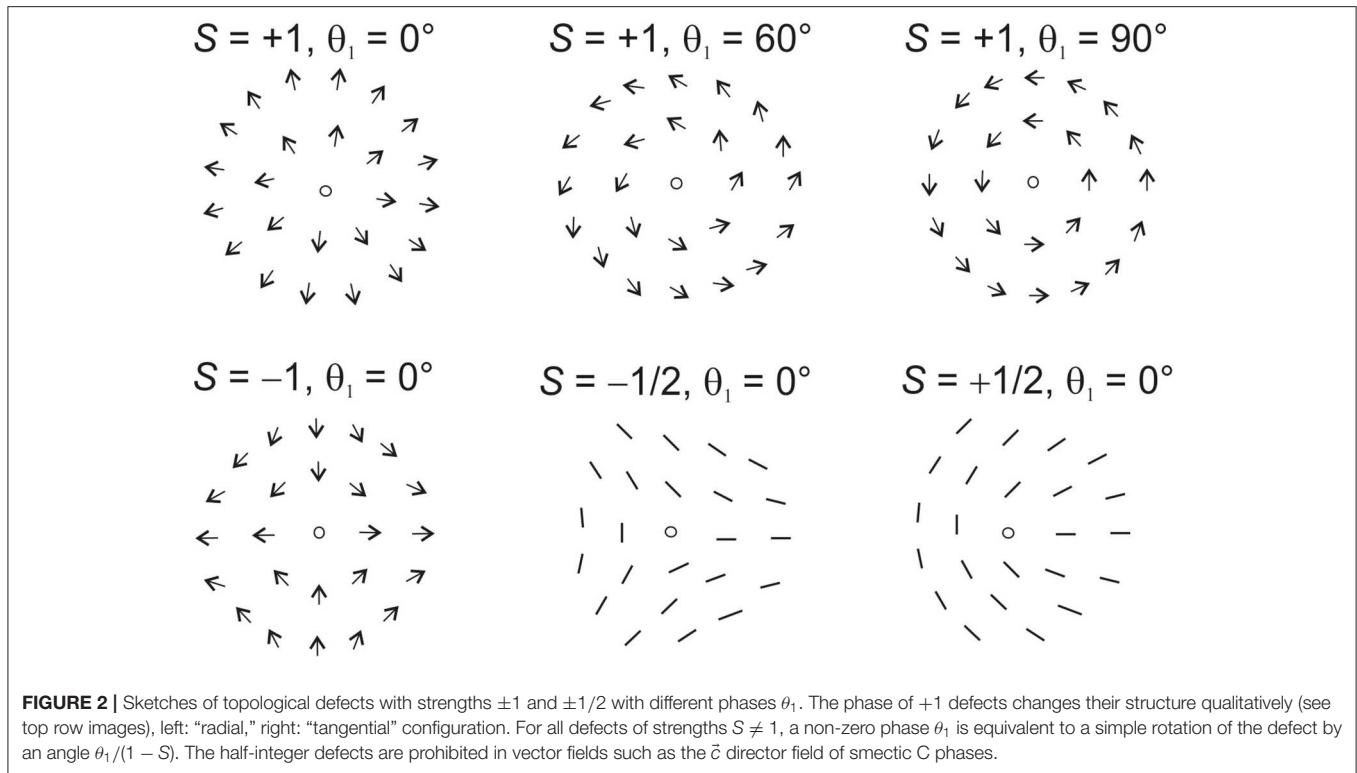 S = +1, θ₁ = 0°
S = +1, θ₁ = 60°
S = +1, θ₁ = 90°
S = −1, θ₁ = 0°
S = −1/2, θ₁ = 0°
S = +1/2, θ₁ = 0°
FIGURE 2 | Sketches of topological defects with strengths ±1 and ±1/2 with different phases θ₁. The phase of +1 defects changes their structure qualitatively (see
top row images), left: “radial,” right: “tangential” configuration. For all defects of strengths S ≠ 1, a non-zero phase θ₁ is equivalent to a simple rotation of the defect by
an angle θ₁/(1 − S). The half-integer defects are prohibited in vector fields such as the c⃗ director field of smectic C phases.